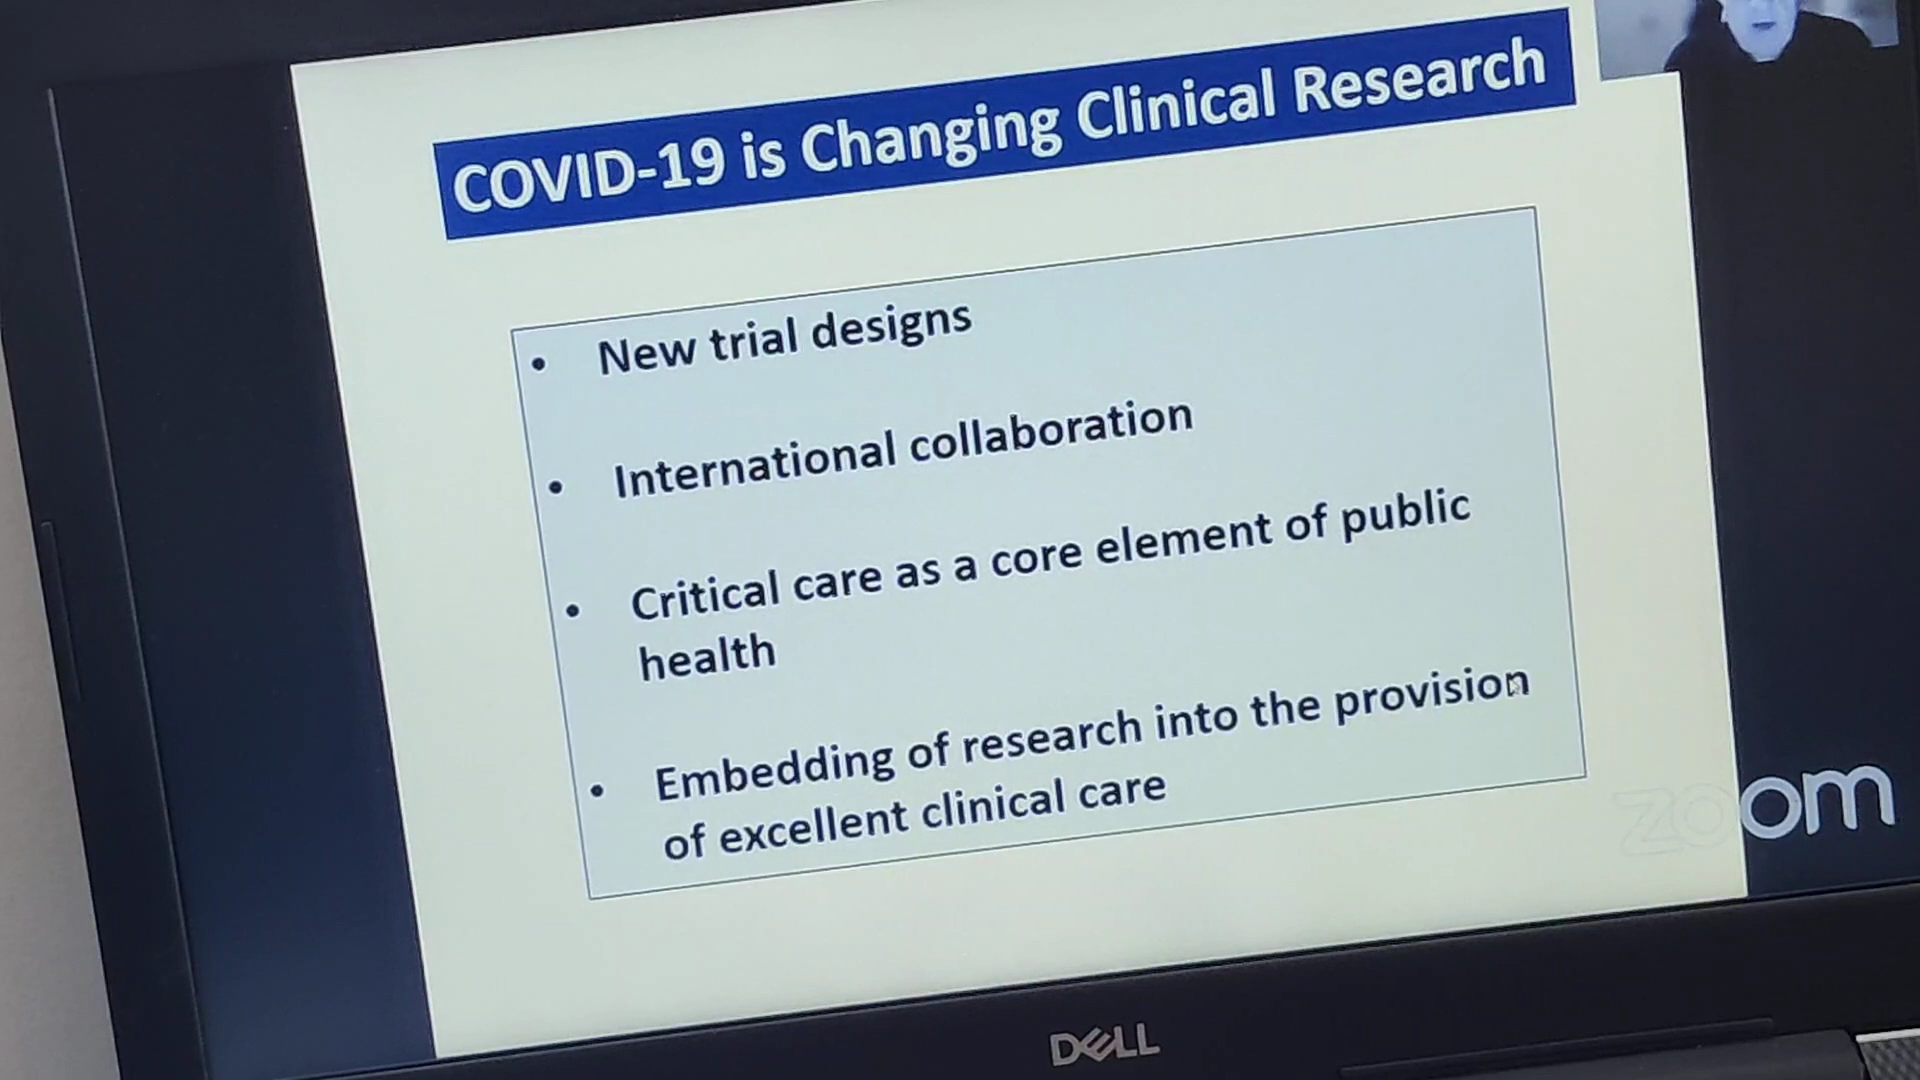 COVID-19 is Changing Clinical Research
• New trial designs
• International collaboration
• Critical care as a core element of public
health
• Embedding of research into the provision
of excellent clinical care
zoom
DELL